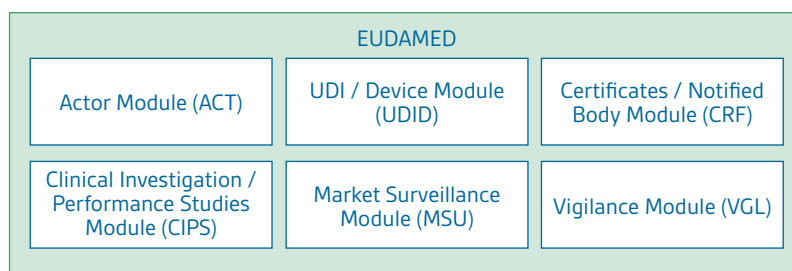 EUDAMED
Actor Module (ACT)
UDI / Device Module
(UDID)
Certificates / Notified
Body Module (CRF)
Clinical Investigation /
Performance Studies
Module (CIPS)
Market Surveillance
Module (MSU)
Vigilance Module (VGL)